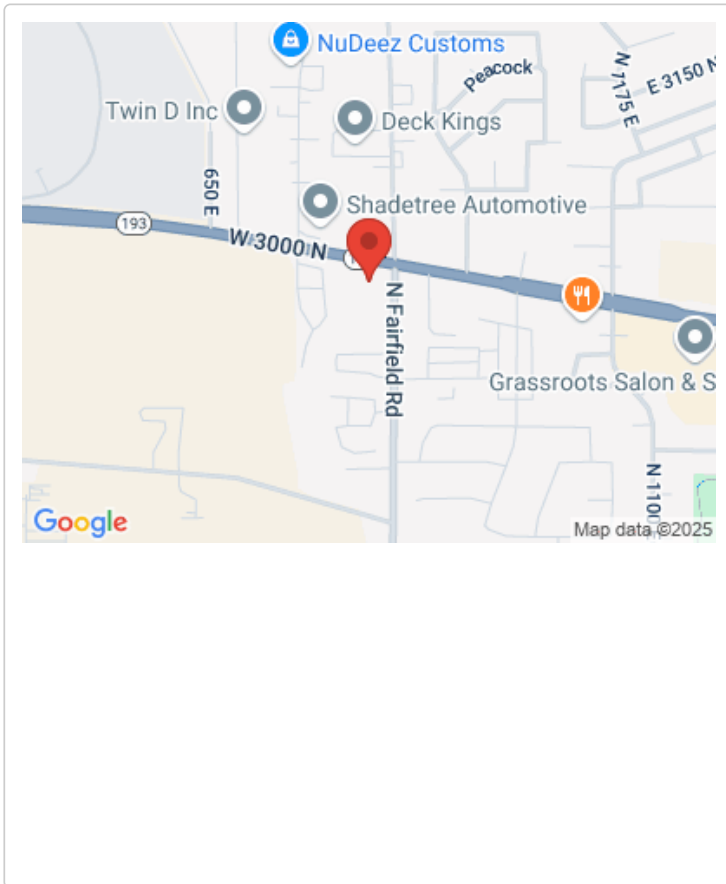 NuDeez Customs
Peacock
N 1175 E
E 3150 N
Twin D Inc
Deck Kings
650 E
Shadetree Automotive
193
W 3000 N
N Fairfield Rd
Grassroots Salon & S
N 1100 E
Google
Map data ©2025